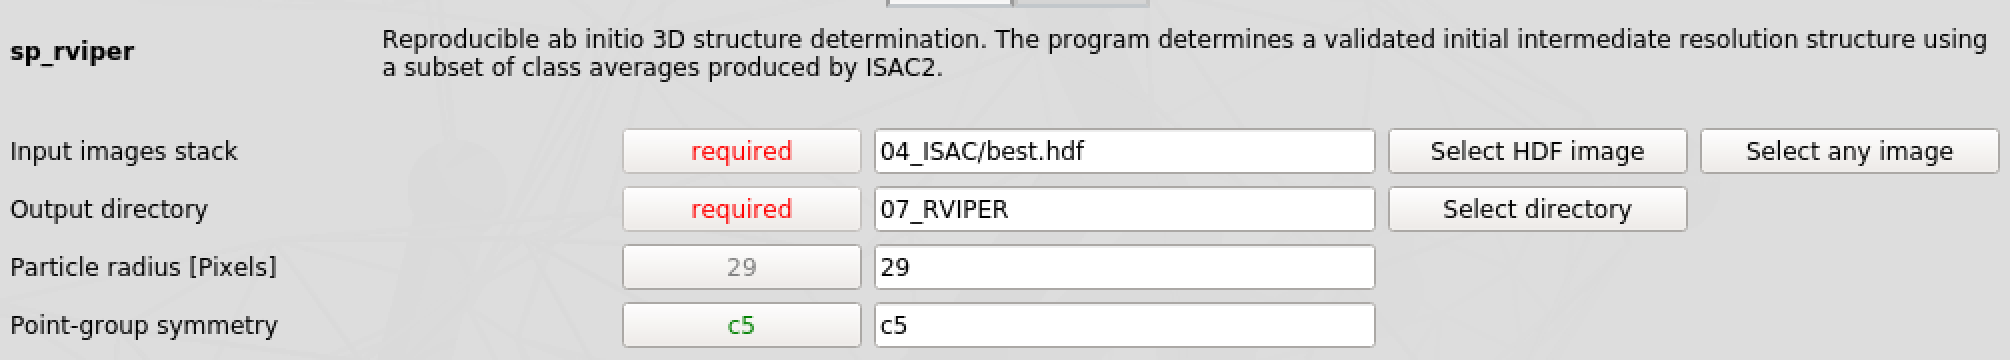 sp_rviper
Reproducible ab initio 3D structure determination. The program determines a validated initial intermediate resolution structure using
a subset of class averages produced by ISAC2.
Input images stack required 04_ISAC/best.hdf Select HDF image Select any image
Output directory required 07_RVIPER Select directory
Particle radius [Pixels] 29 29
Point-group symmetry c5 c5